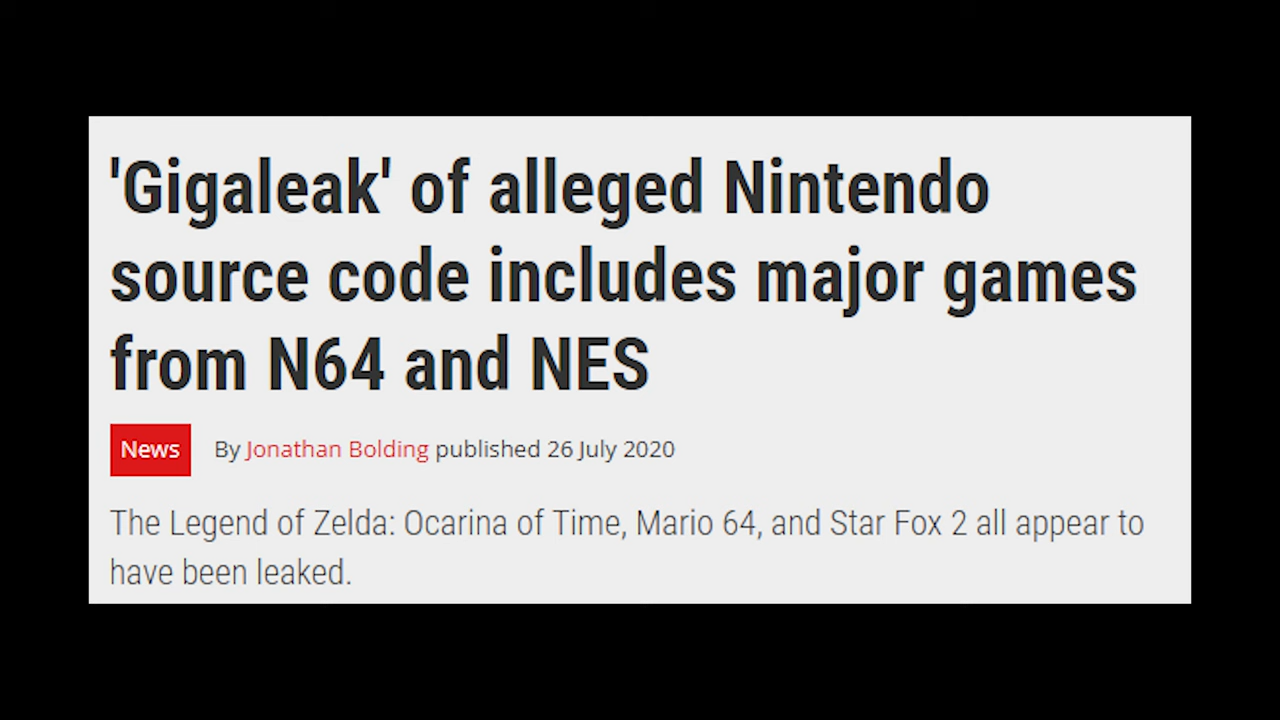 'Gigaleak' of alleged Nintendo
source code includes major games
from N64 and NES
News By Jonathan Bolding published 26 July 2020
The Legend of Zelda: Ocarina of Time, Mario 64, and Star Fox 2 all appear to
have been leaked.